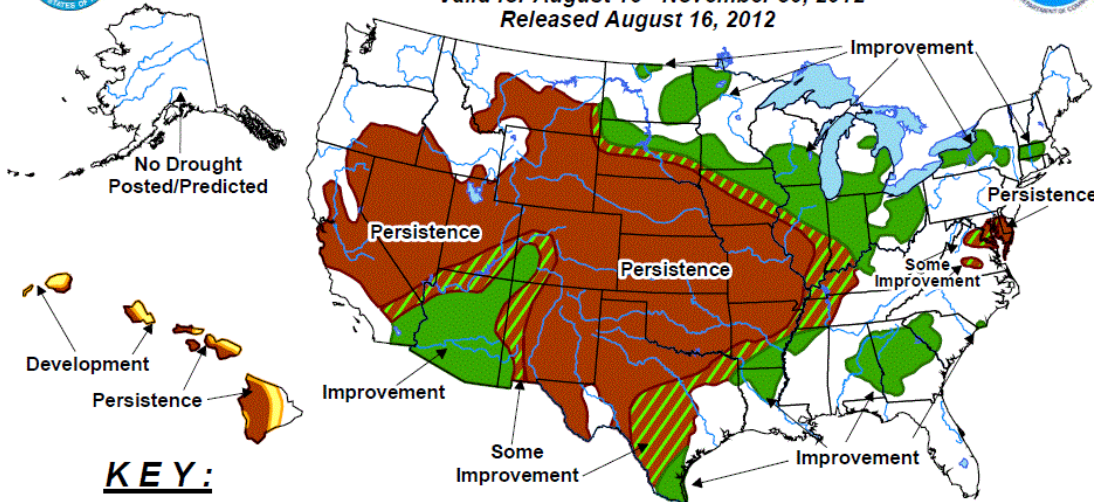 Released August 16, 2012
Improvement
No Drought
Posted/Predicted
Persistence
Persistence
Persistence
Some
Improvement
Development
Improvement
Persistence
Some
Improvement
Improvement
KEY: